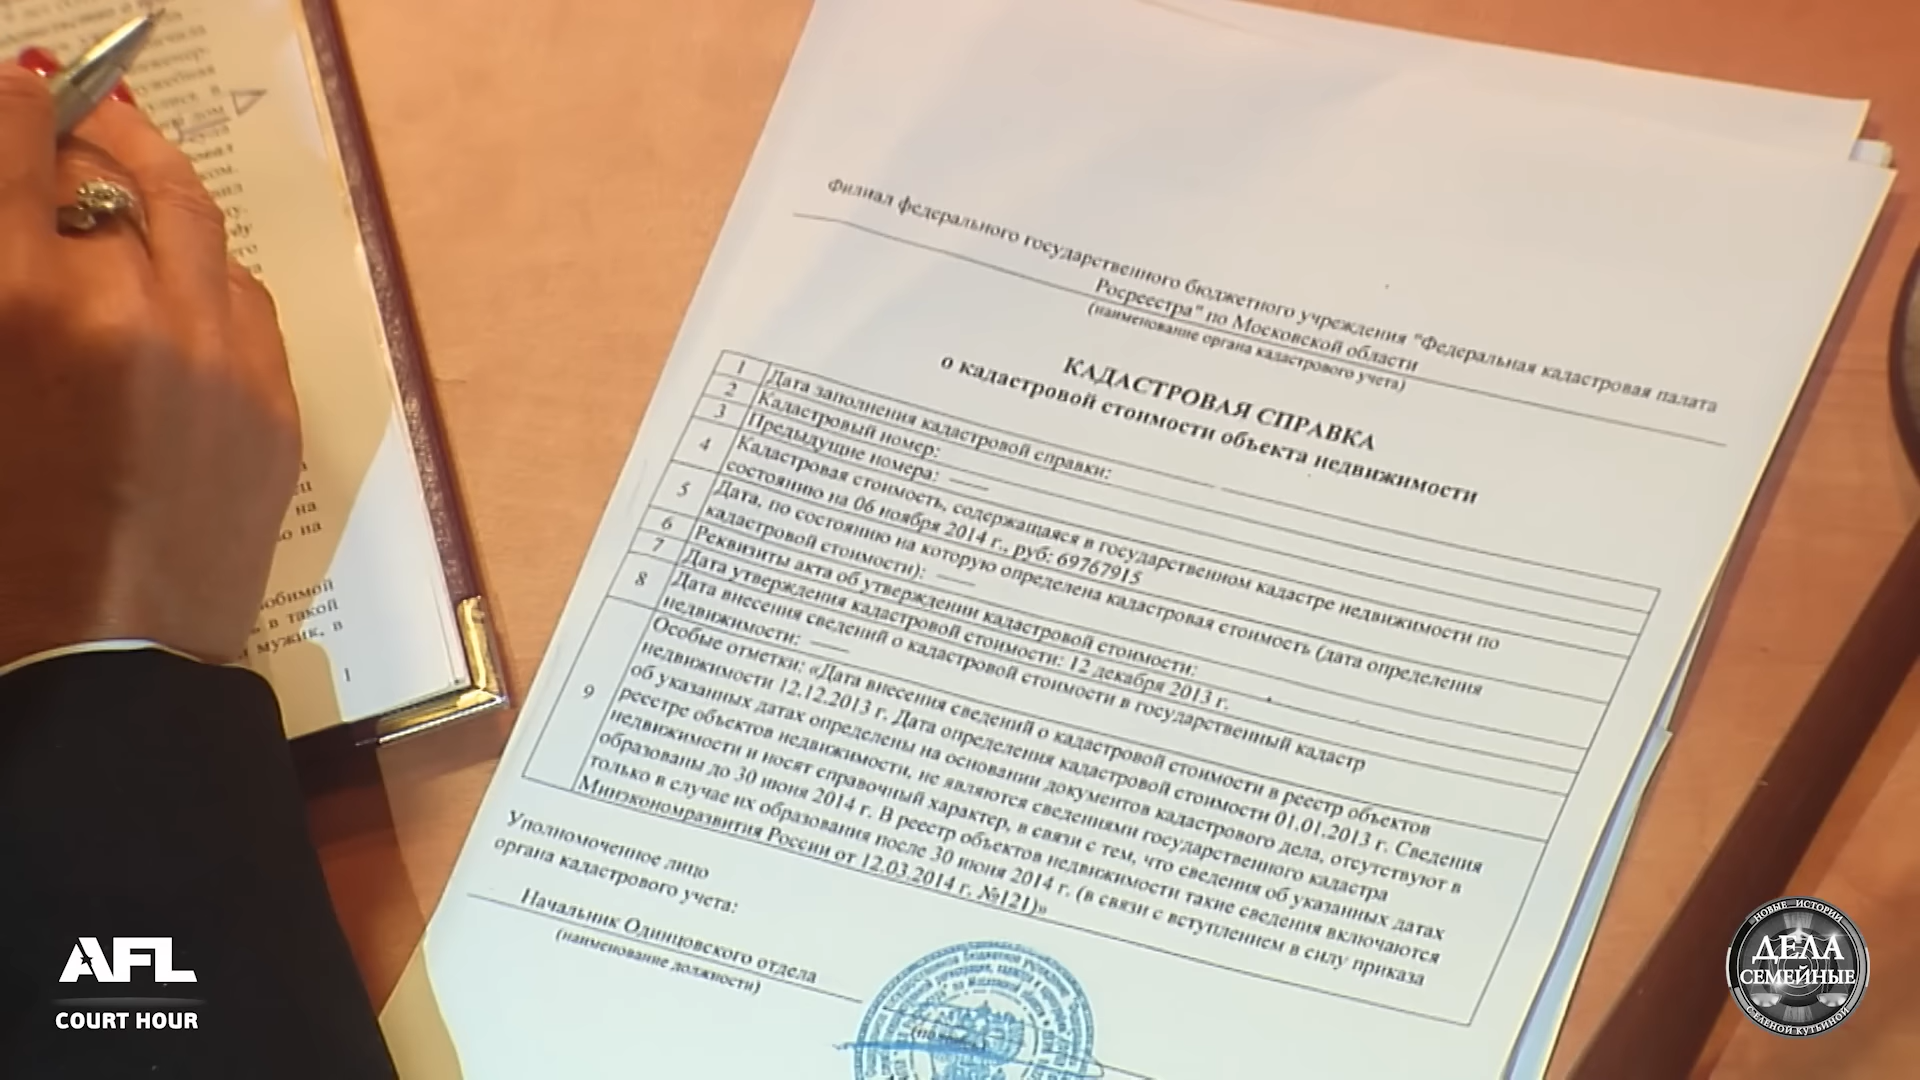 Филиал федерального государственного бюджетного учреждения "Федеральная кадастровая палата
Росреестра" по Московской области
(наименование органа кадастрового учета)
КАДАСТРОВАЯ СПРАВКА
о кадастровой стоимости объекта недвижимости
1 Дата заполнения кадастровой справки:
2 Кадастровый номер:
3 Предыдущие номера:
4 Кадастровая стоимость, содержащаяся в государственном кадастре недвижимости по
состоянию на 06 ноября 2014 г., руб: 69767915
5 Дата, по состоянию на которую определена кадастровая стоимость (дата определения
кадастровой стоимости):
6 Реквизиты акта об утверждении кадастровой стоимости:
7 Дата утверждения кадастровой стоимости: 12 декабря 2013 г.
8 Дата внесения сведений о кадастровой стоимости в государственный кадастр
недвижимости:
9 Особые отметки: «Дата внесения сведений о кадастровой стоимости в реестр объектов
недвижимости 12.12.2013 г. Дата определения кадастровой стоимости 01.01.2013 г. Сведения
об указанных датах определены на основании документов кадастрового дела, отсутствуют в
реестре объектов недвижимости, не являются сведениями государственного кадастра
недвижимости и носят справочный характер, в связи с тем, что сведения об указанных датах
образованы до 30 июня 2014 г. В реестр объектов недвижимости такие сведения включаются
только в случае их образования после 30 июня 2014 г. (в связи с вступлением в силу приказа
Минэкономразвития России от 12.03.2014 г. №121)»
Уполномоченное лицо
органа кадастрового учета:
Начальник Одинцовского отдела
(наименование должности)
на
на
в такой
мужик, в
1
AFL
COURT HOUR
НОВЫЕ ИСТОРИИ
ДЕЛА
СЕМЕЙНЫЕ
С ЕЛЕНОЙ КУТЬИНОЙ